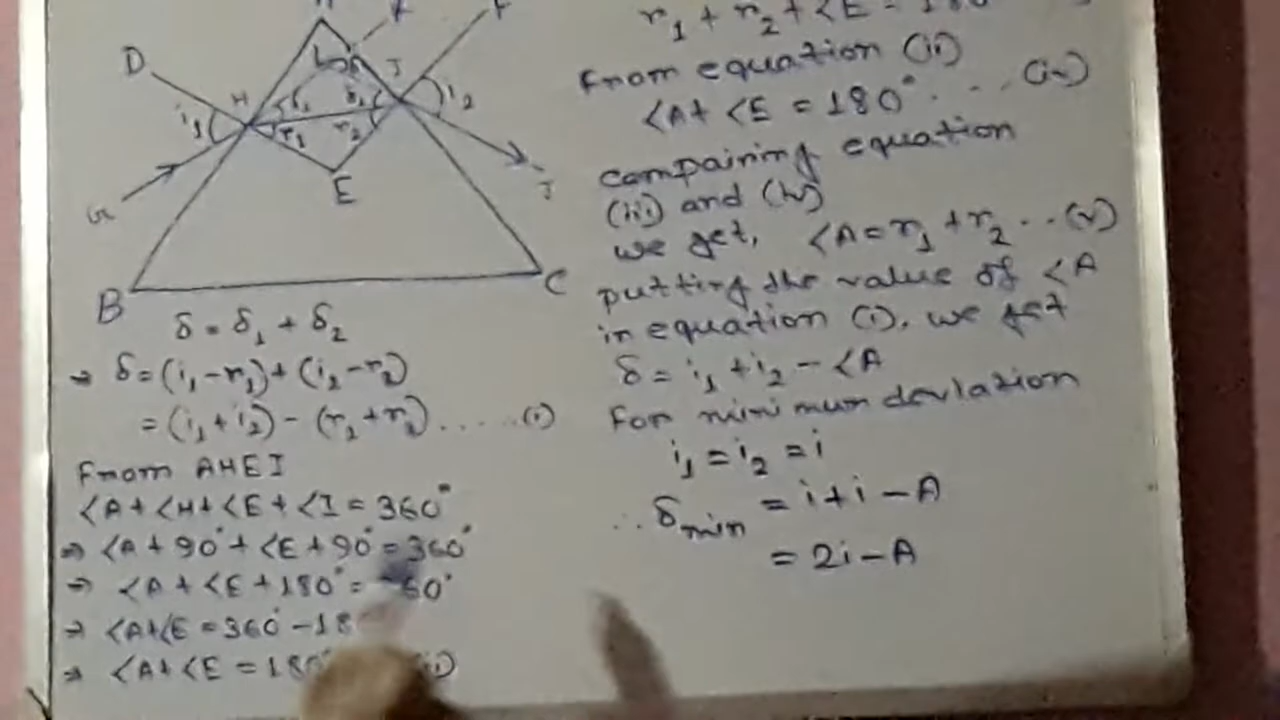 D
H
I
i₁
i₂
δ₁
r₁
r₂
E
G
B
C
δ = δ₁ + δ₂
⇒ δ = (i₁ - r₁) + (i₂ - r₂)
= (i₁ + i₂) - (r₁ + r₂) ...... (i)
From AHEI
<A + <H + <E + <I = 360°
⇒ <A + 90° + <E + 90° = 360°
⇒ <A + <E + 180° = 60°
⇒ <A + <E = 360 - 18
⇒ <A + <E = 180°
r₁ + r₂ + <E = 180
From equation (ii)
<A + <E = 180° .... (iv)
compairing equation
(iii) and (iv)
we get, <A = r₁ + r₂ ... (v)
putting the value of <A
in equation (i), we get
δ = i₁ + i₂ - <A
For minimum deviation
i₁ = i₂ = i
∴ δmin = i + i - A
= 2i - A